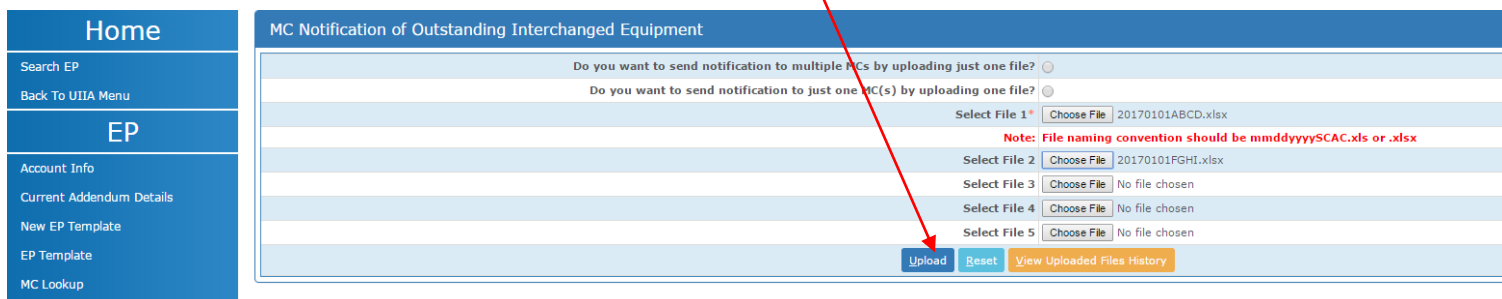 Home
Search EP
Back To UIIA Menu
EP
Account Info
Current Addendum Details
New EP Template
EP Template
MC Lookup
MC Notification of Outstanding Interchanged Equipment
Do you want to send notification to multiple MCs by uploading just one file?
Do you want to send notification to just one MC(s) by uploading one file?
Select File 1* Choose File 20170101ABCD.xlsx
Note: File naming convention should be mmddyyyySCAC.xls or .xlsx
Select File 2 Choose File 20170101FGHI.xlsx
Select File 3 Choose File No file chosen
Select File 4 Choose File No file chosen
Select File 5 Choose File No file chosen
Upload Reset View Uploaded Files History